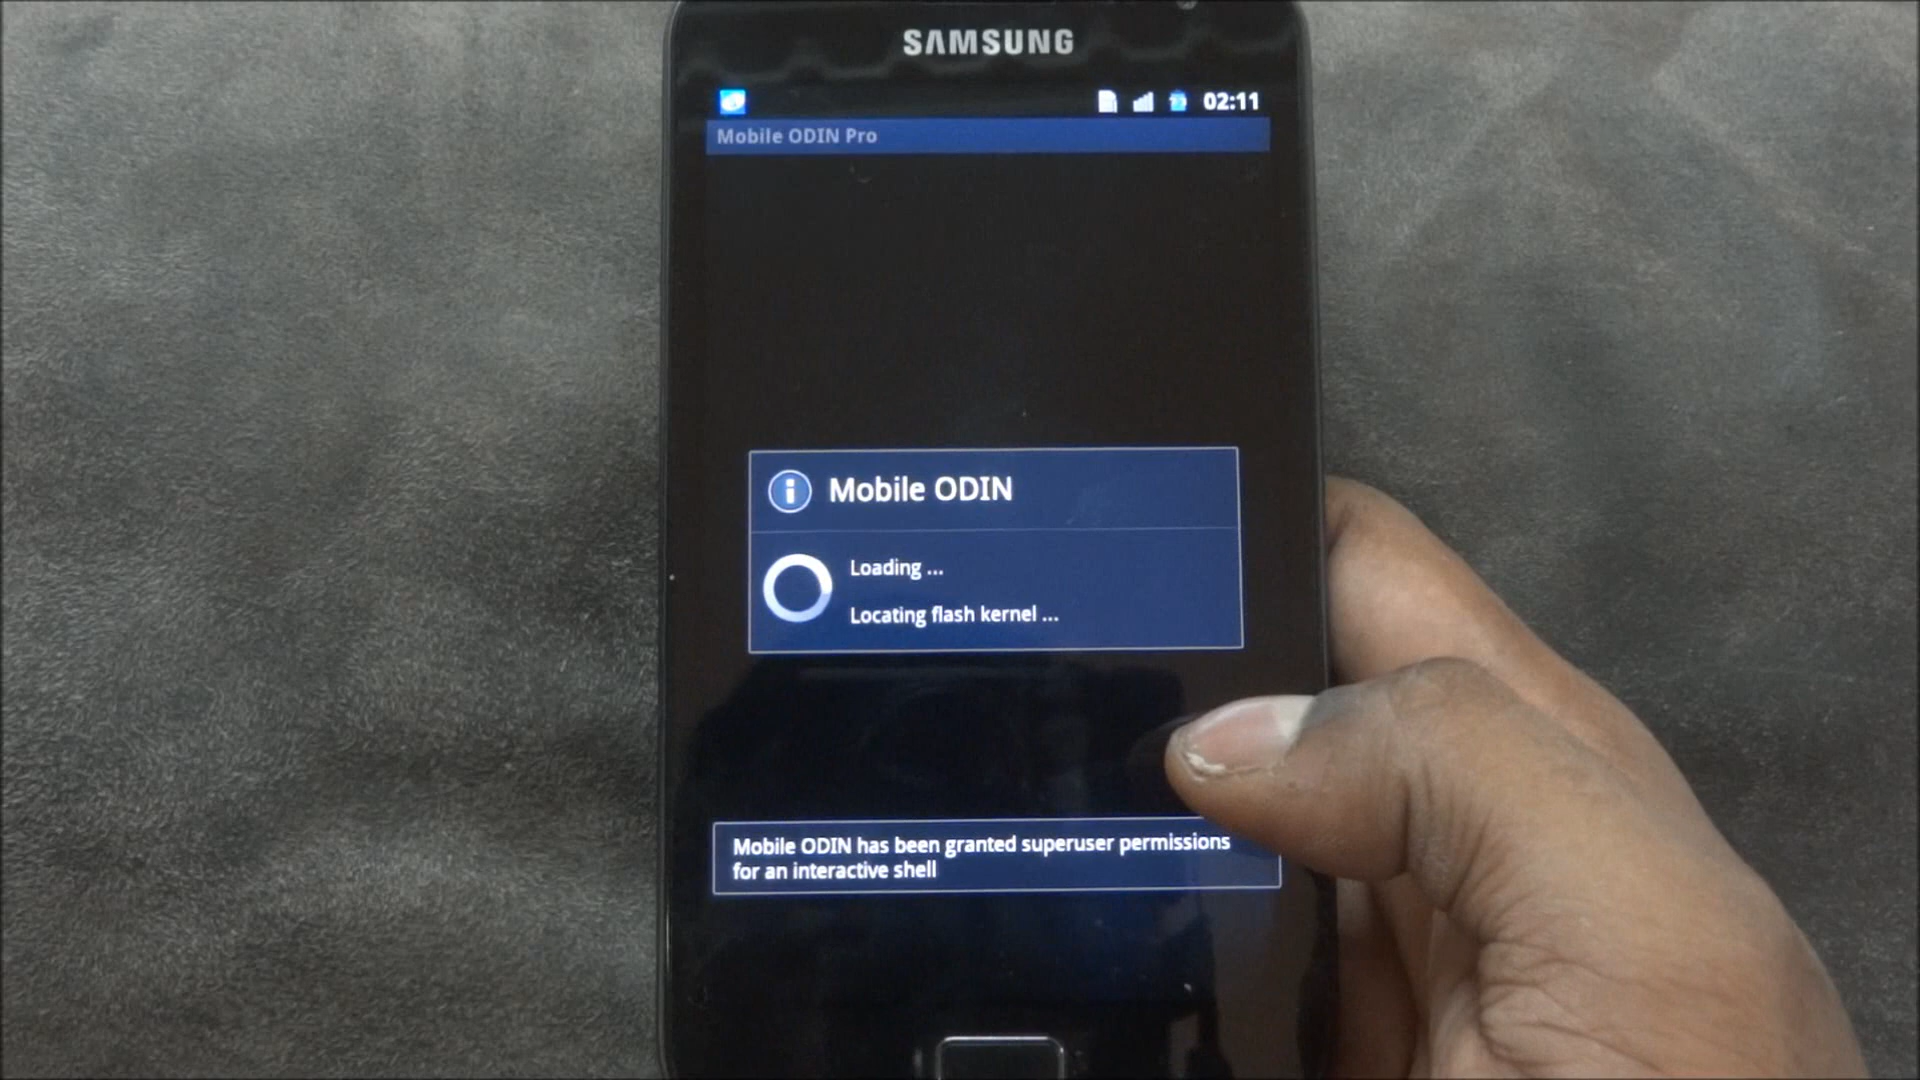 SAMSUNG
02:11
Mobile ODIN Pro
Mobile ODIN
Loading ...
Locating flash kernel ...
Mobile ODIN has been granted superuser permissions
for an interactive shell